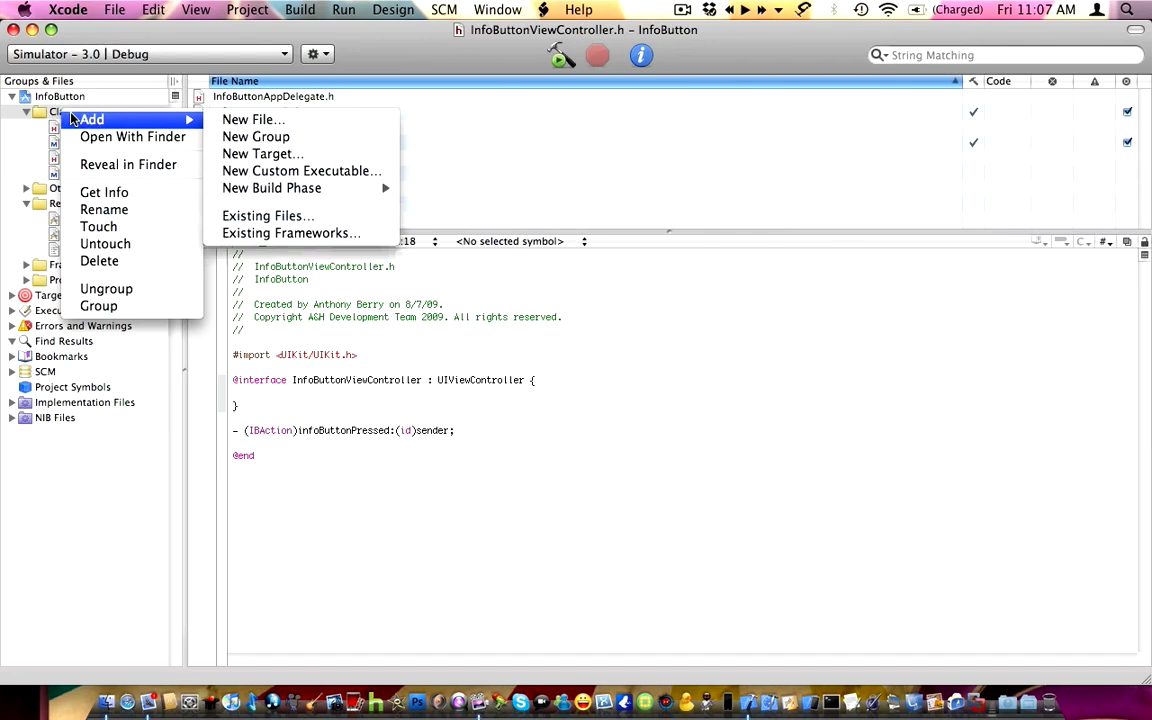 Xcode File Edit View Project Build Run Design SCM Window Help (Charged) Fri 11:07 AM
InfoButtonViewController.h – InfoButton
Simulator - 3.0 | Debug
String Matching
Groups & Files
File Name
Code
InfoButton
InfoButtonAppDelegate.h
Add
Open With Finder
Reveal in Finder
Get Info
Rename
Touch
Untouch
Delete
Ungroup
Group
New File...
New Group
New Target...
New Custom Executable...
New Build Phase
Existing Files...
Existing Frameworks...
:18
<No selected symbol>
C
#
Errors and Warnings
Find Results
Bookmarks
SCM
Project Symbols
Implementation Files
NIB Files
//
// InfoButtonViewController.h
// InfoButton
//
// Created by Anthony Berry on 8/7/09.
// Copyright A&H Development Team 2009. All rights reserved.
//
#import <UIKit/UIKit.h>
@interface InfoButtonViewController : UIViewController {
}
- (IBAction)infoButtonPressed:(id)sender;
@end